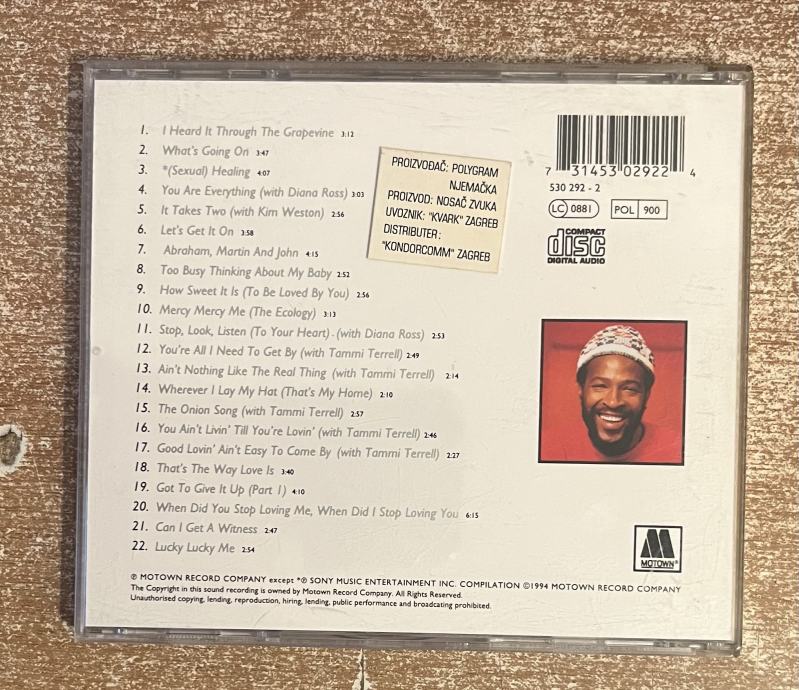 1. I Heard It Through The Grapevine 3:12
2. What's Going On 3:47
3. *(Sexual) Healing 4:07
4. You Are Everything (with Diana Ross) 3:03
5. It Takes Two (with Kim Weston) 2:56
6. Let's Get It On 3:58
7. Abraham, Martin And John 4:15
8. Too Busy Thinking About My Baby 2:52
9. How Sweet It Is (To Be Loved By You) 2:56
10. Mercy Mercy Me (The Ecology) 3:13
11. Stop, Look, Listen (To Your Heart) - (with Diana Ross) 2:53
12. You're All I Need To Get By (with Tammi Terrell) 2:49
13. Ain't Nothing Like The Real Thing (with Tammi Terrell) 2:14
14. Wherever I Lay My Hat (That's My Home) 2:10
15. The Onion Song (with Tammi Terrell) 2:57
16. You Ain't Livin' Till You're Lovin' (with Tammi Terrell) 2:46
17. Good Lovin' Ain't Easy To Come By (with Tammi Terrell) 2:27
18. That's The Way Love Is 3:40
19. Got To Give It Up (Part 1) 4:10
20. When Did You Stop Loving Me, When Did I Stop Loving You 6:15
21. Can I Get A Witness 2:47
22. Lucky Lucky Me 2:54
PROIZVOĐAČ: POLYGRAM
NJEMAČKA
PROIZVOD: NOSAČ ZVUKA
UVOZNIK: "KVARK" ZAGREB
DISTRIBUTER:
"KONDORCOMM" ZAGREB
7 31453 02922 4
530 292 - 2
LC 0881 POL 900
COMPACT
disc
DIGITAL AUDIO
MOTOWN®
℗ MOTOWN RECORD COMPANY except *℗ SONY MUSIC ENTERTAINMENT INC. COMPILATION ©1994 MOTOWN RECORD COMPANY
The Copyright in this sound recording is owned by Motown Record Company. All Rights Reserved.
Unauthorised copying, lending, reproduction, hiring, lending, public performance and broadcasting prohibited.